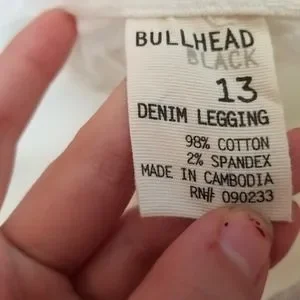 BULLHEAD
BLACK
13
DENIM LEGGING
98% COTTON
2% SPANDEX
MADE IN CAMBODIA
RN# 090233